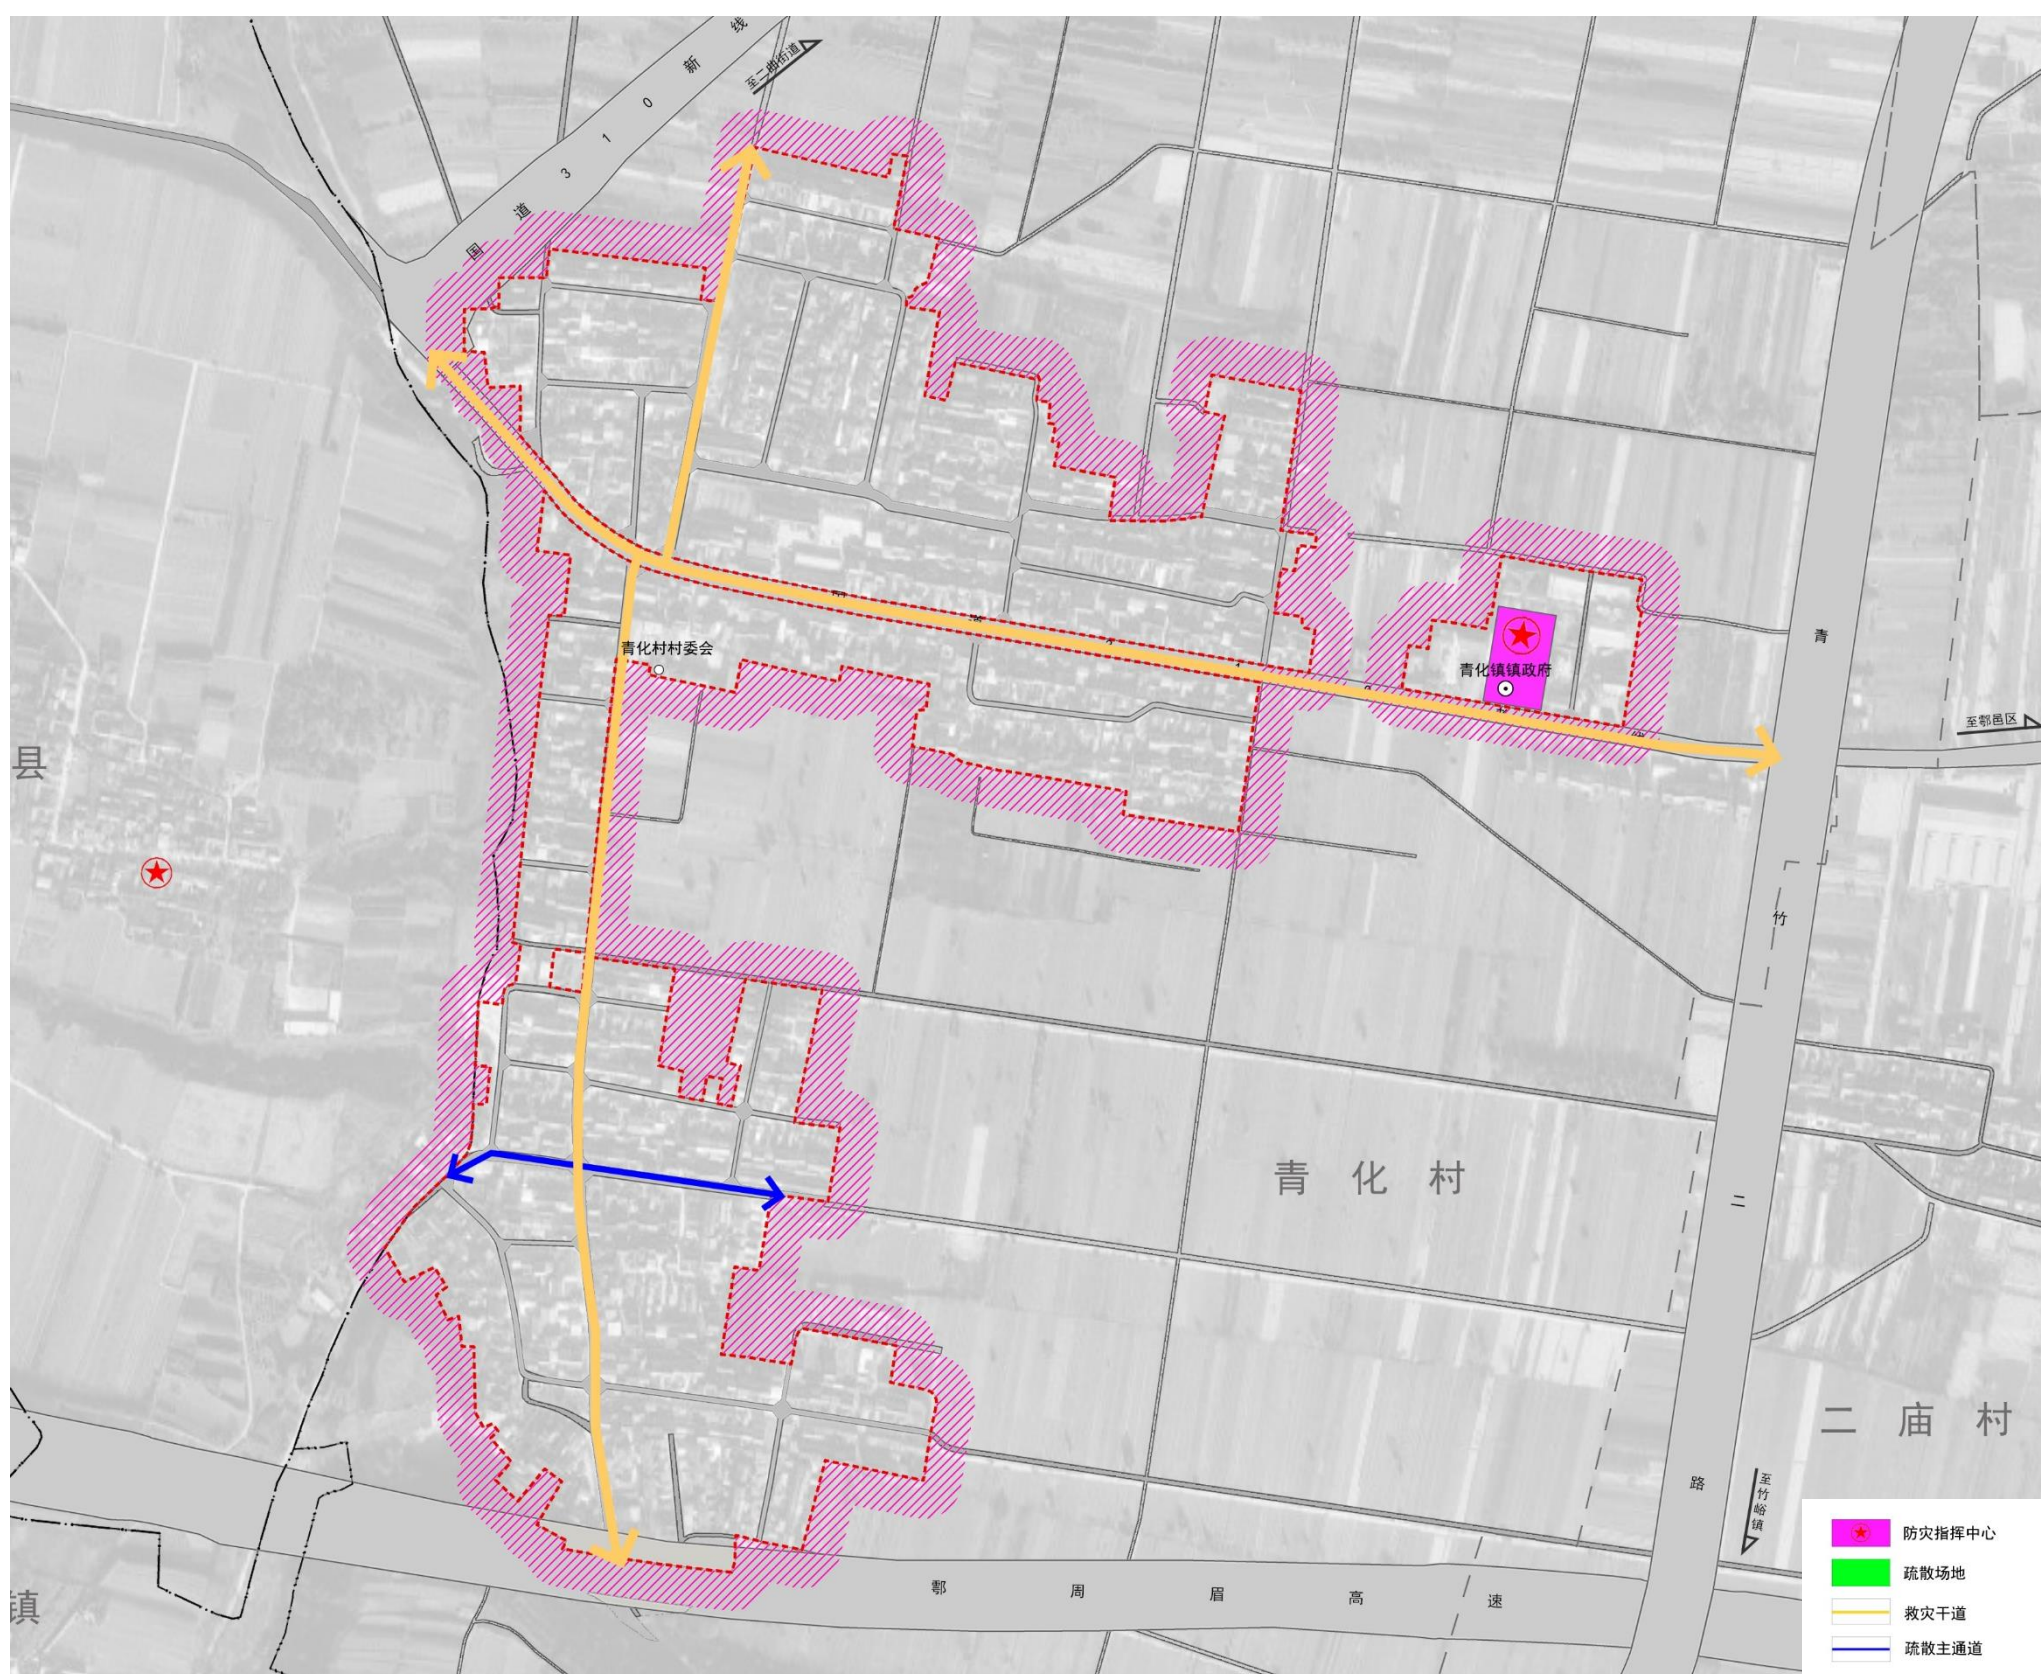 国道310新线
至二曲街道
青化村村委会
青化镇镇政府
至鄠邑区
县
青竹二路
青化村
二庙村
至竹峪镇
鄠周眉高速
镇
防灾指挥中心
疏散场地
救灾干道
疏散主通道